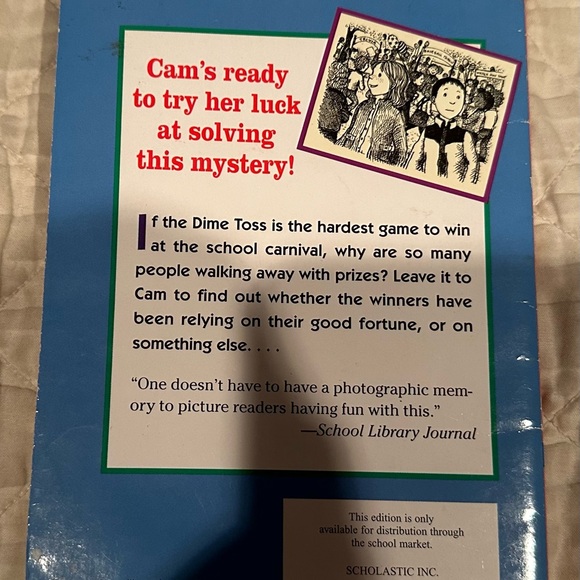 Cam's ready
to try her luck
at solving
this mystery!
If the Dime Toss is the hardest game to win
at the school carnival, why are so many
people walking away with prizes? Leave it to
Cam to find out whether the winners have
been relying on their good fortune, or on
something else. . . .
“One doesn't have to have a photographic mem-
ory to picture readers having fun with this.”
—School Library Journal
This edition is only
available for distribution through
the school market.
SCHOLASTIC INC.